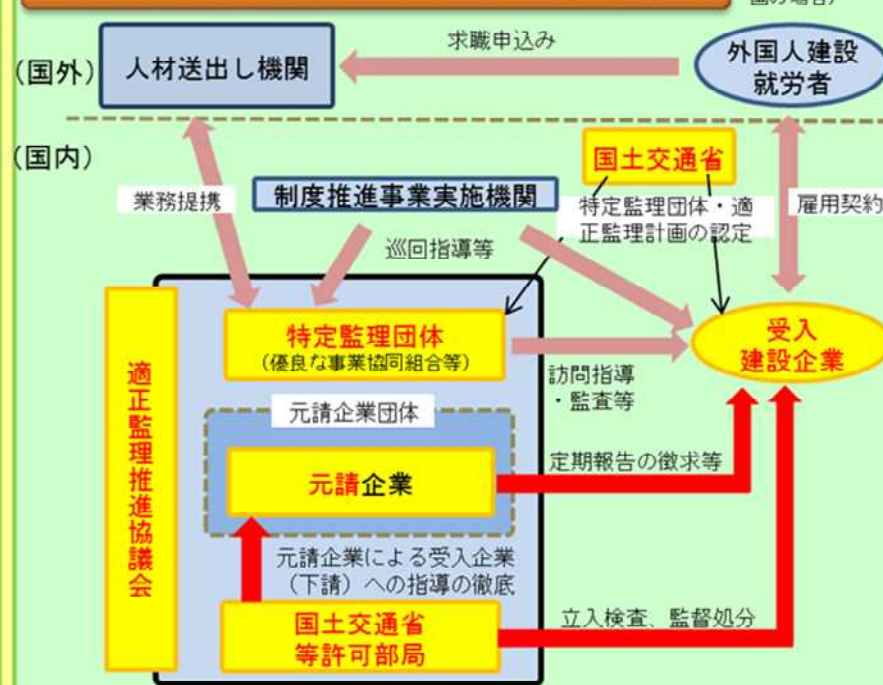 (国外)
人材送出し機関
求職申込み
外国人建設
就労者
(国内)
業務提携
制度推進事業実施機関
国土交通省
特定監理団体・適
正監理計画の認定
雇用契約
巡回指導等
適正監理推進協議会
特定監理団体
(優良な事業協同組合等)
受入
建設企業
訪問指導
・監査等
元請企業団体
元請企業
定期報告の徴求等
元請企業による受入企業
(下請)への指導の徹底
国土交通省
等許可部局
立入検査、監督処分